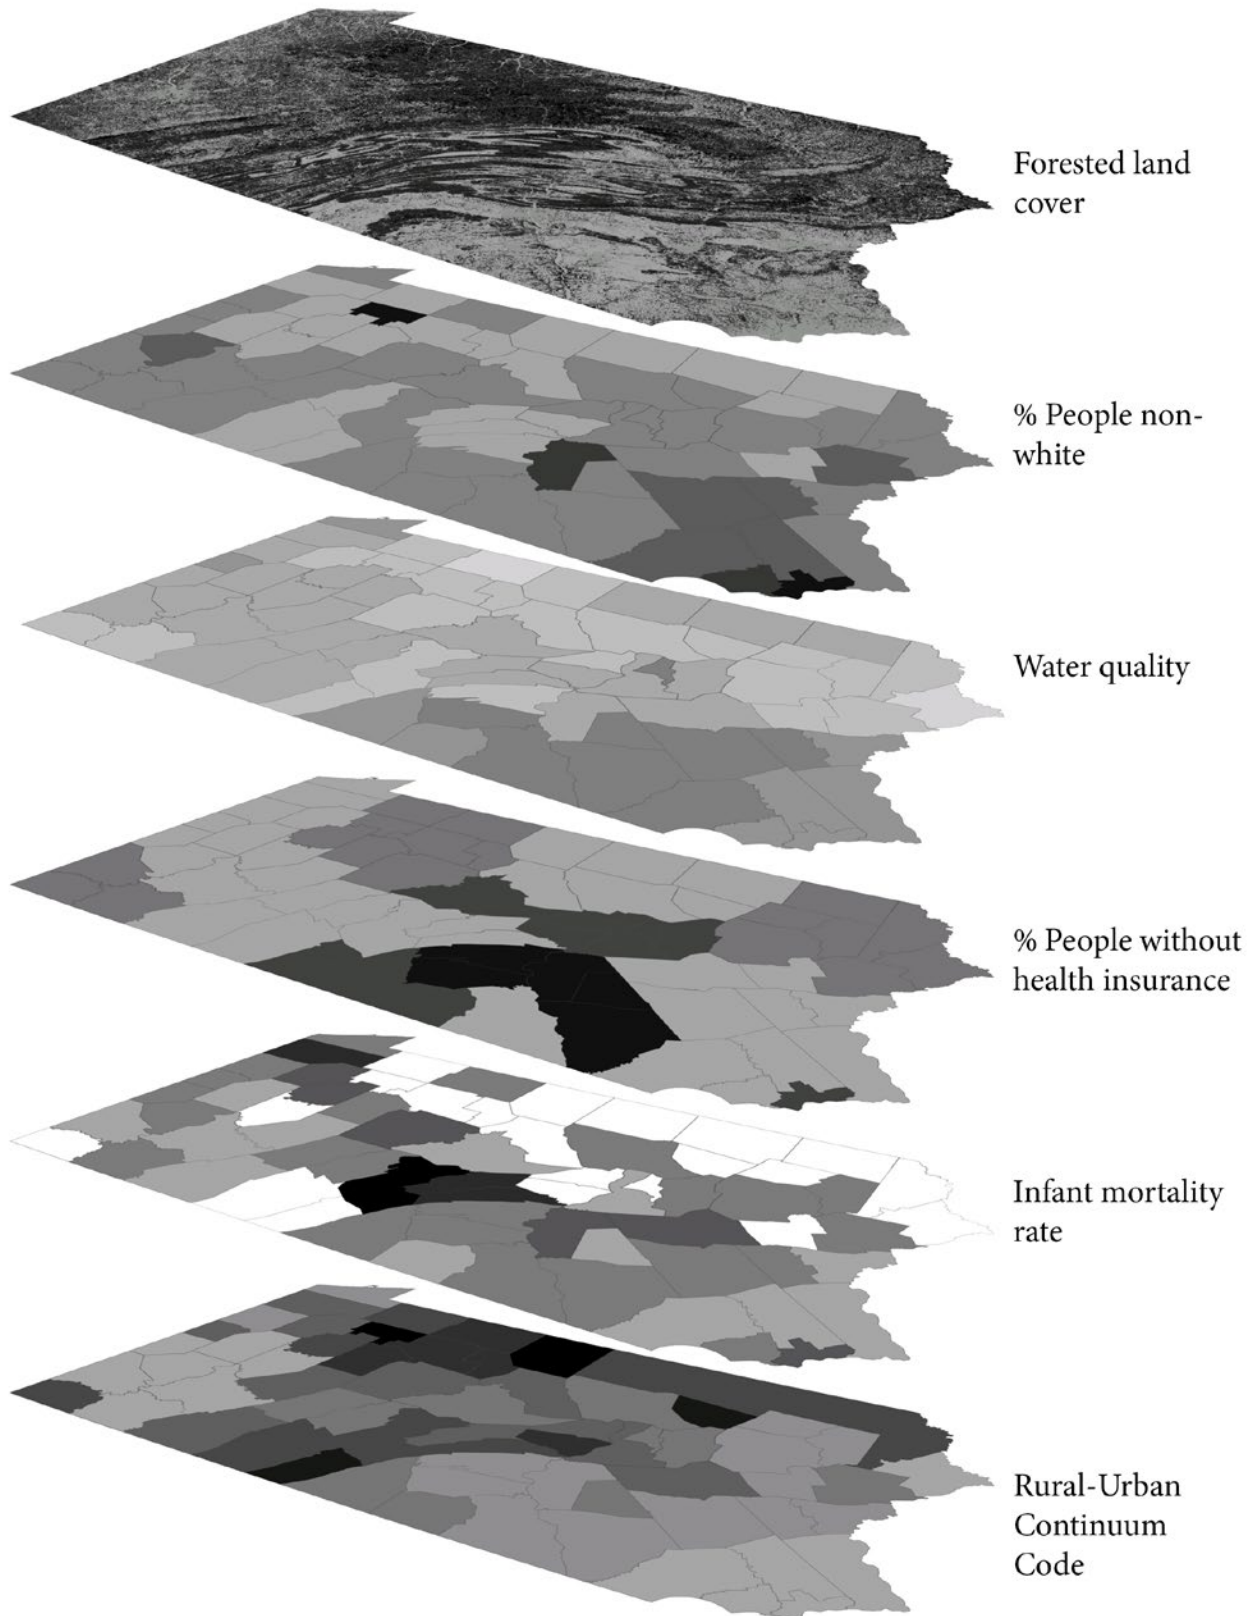 Forested land
cover
% People non-
white
Water quality
% People without
health insurance
Infant mortality
rate
Rural-Urban
Continuum
Code